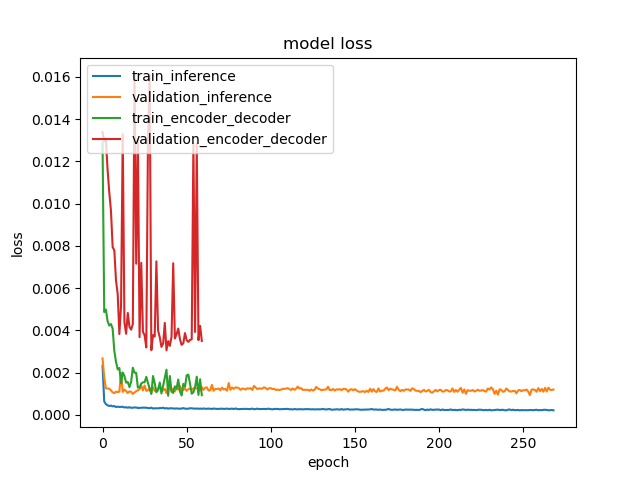 model loss
train_inference
validation_inference
train_encoder_decoder
validation_encoder_decoder
0.016
0.014
0.012
0.010
0.008
0.006
0.004
0.002
0.000
loss
0 50 100 150 200 250
epoch